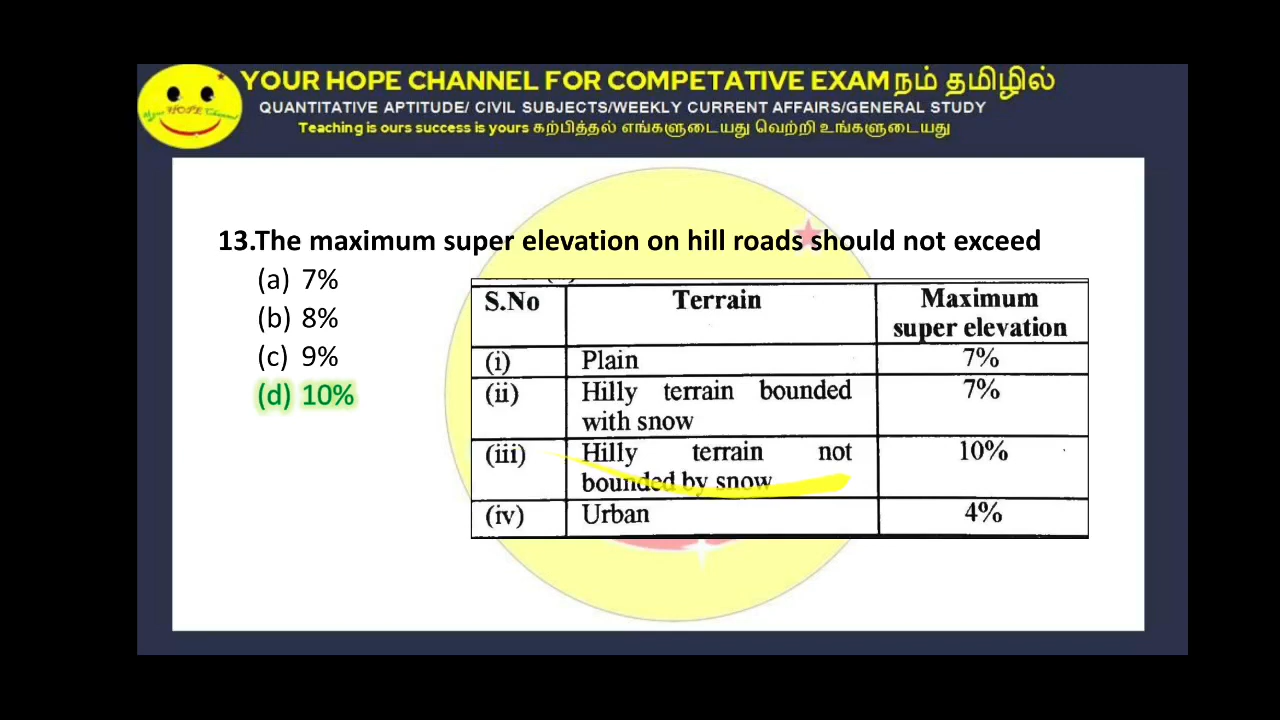 YOUR HOPE CHANNEL FOR COMPETATIVE EXAM நம் தமிழில்
QUANTITATIVE APTITUDE/ CIVIL SUBJECTS/WEEKLY CURRENT AFFAIRS/GENERAL STUDY
Teaching is ours success is yours கற்பித்தல் எங்களுடையது வெற்றி உங்களுடையது
13.The maximum super elevation on hill roads should not exceed
(a) 7%
(b) 8%
(c) 9%
(d) 10%
S.No Terrain Maximum
super elevation
(i) Plain 7%
(ii) Hilly terrain bounded 7%
with snow
(iii) Hilly terrain not 10%
bounded by snow
(iv) Urban 4%